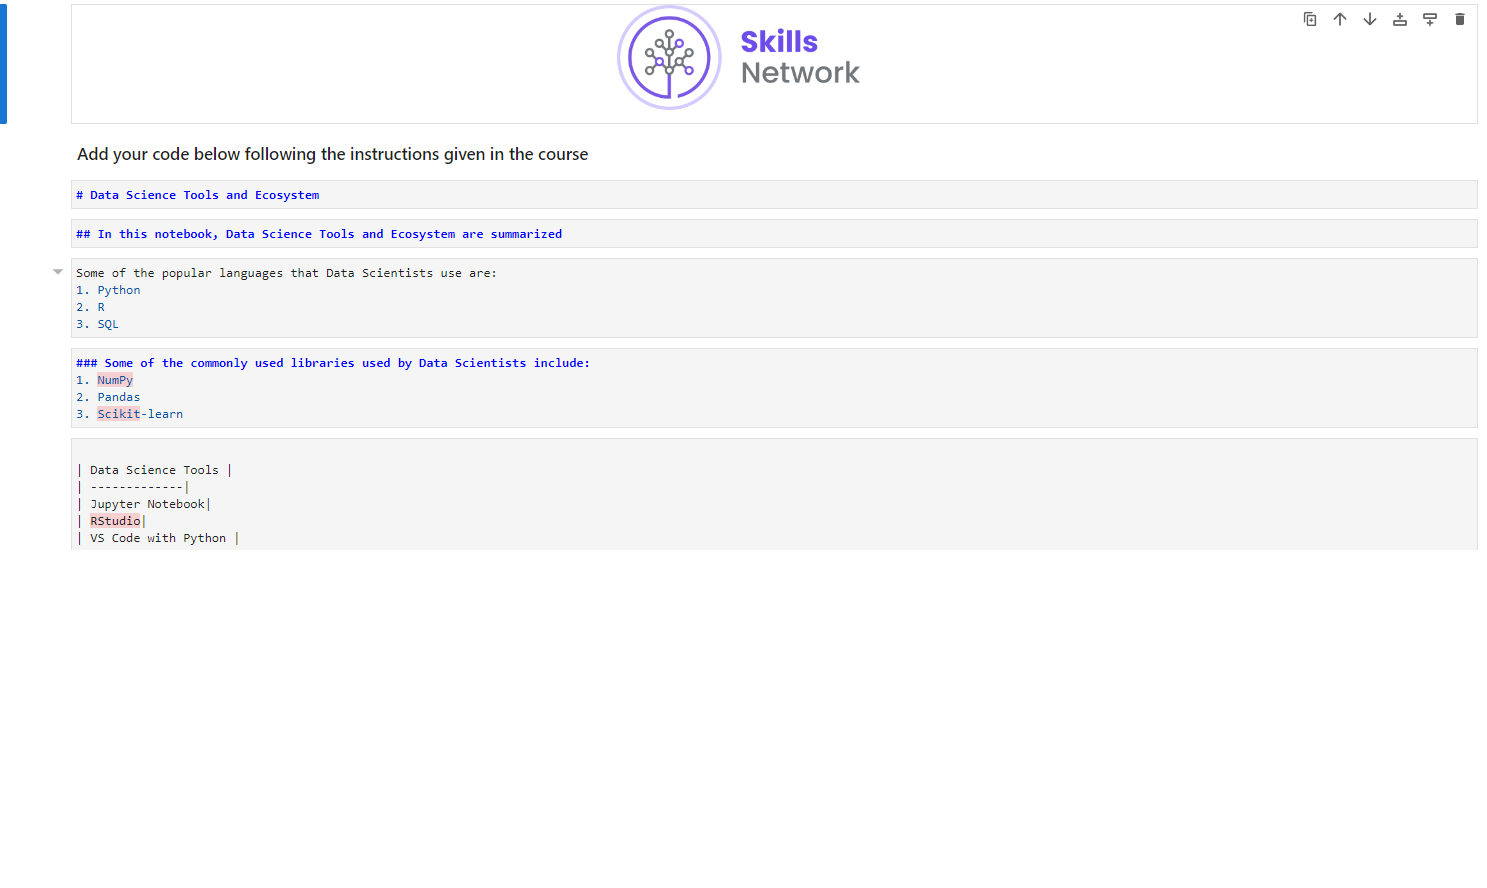 Skills
Network
Add your code below following the instructions given in the course
# Data Science Tools and Ecosystem
## In this notebook, Data Science Tools and Ecosystem are summarized
Some of the popular languages that Data Scientists use are:
1. Python
2. R
3. SQL
### Some of the commonly used libraries used by Data Scientists include:
1. NumPy
2. Pandas
3. Scikit-learn
| Data Science Tools |
| -------------|
| Jupyter Notebook|
| RStudio|
| VS Code with Python |